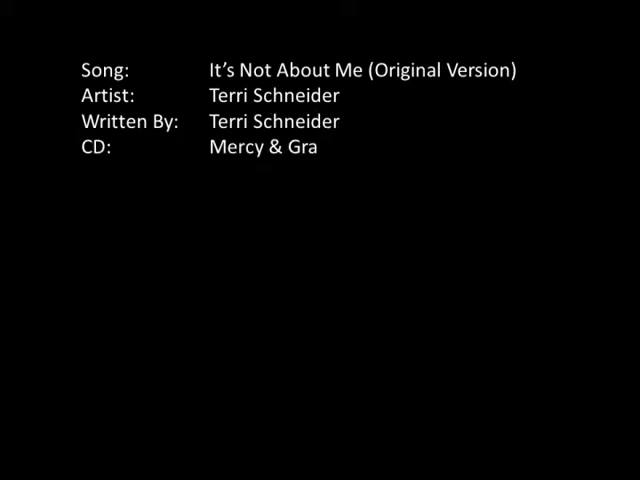 Song: It’s Not About Me (Original Version)
Artist: Terri Schneider
Written By: Terri Schneider
CD: Mercy & Gra